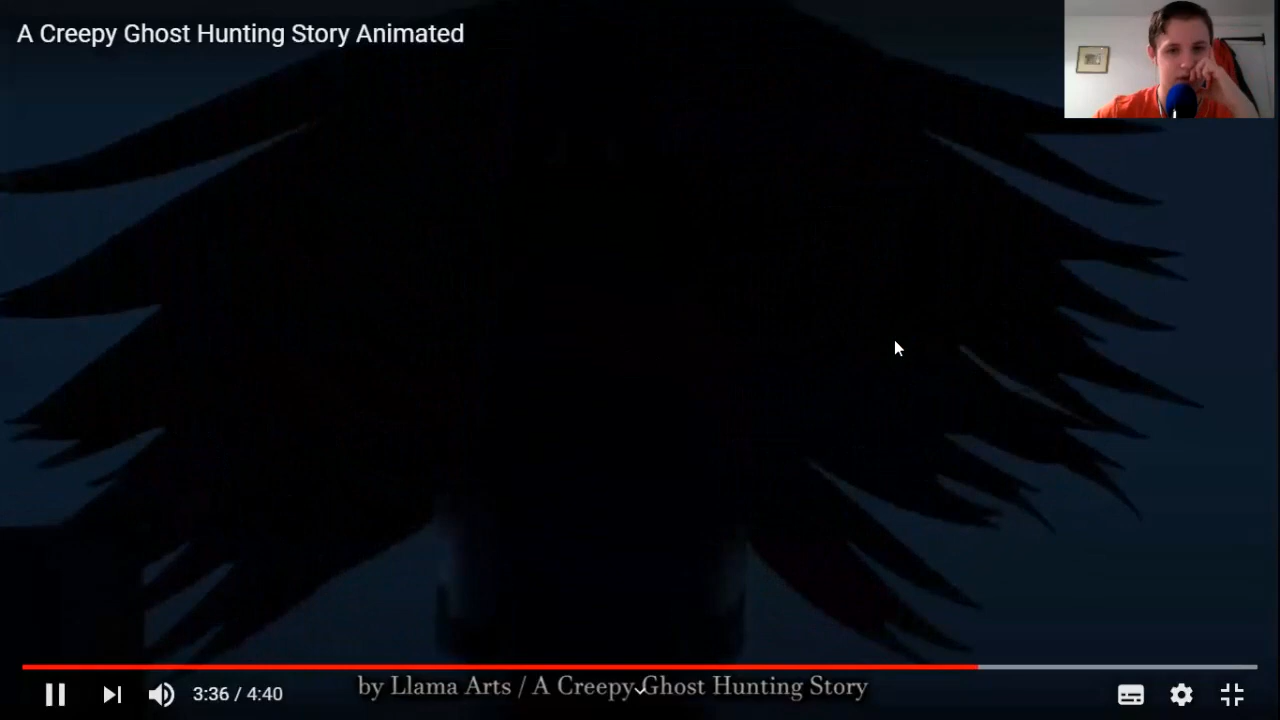 A Creepy Ghost Hunting Story Animated
3:36 / 4:40
by Llama Arts / A Creepy Ghost Hunting Story